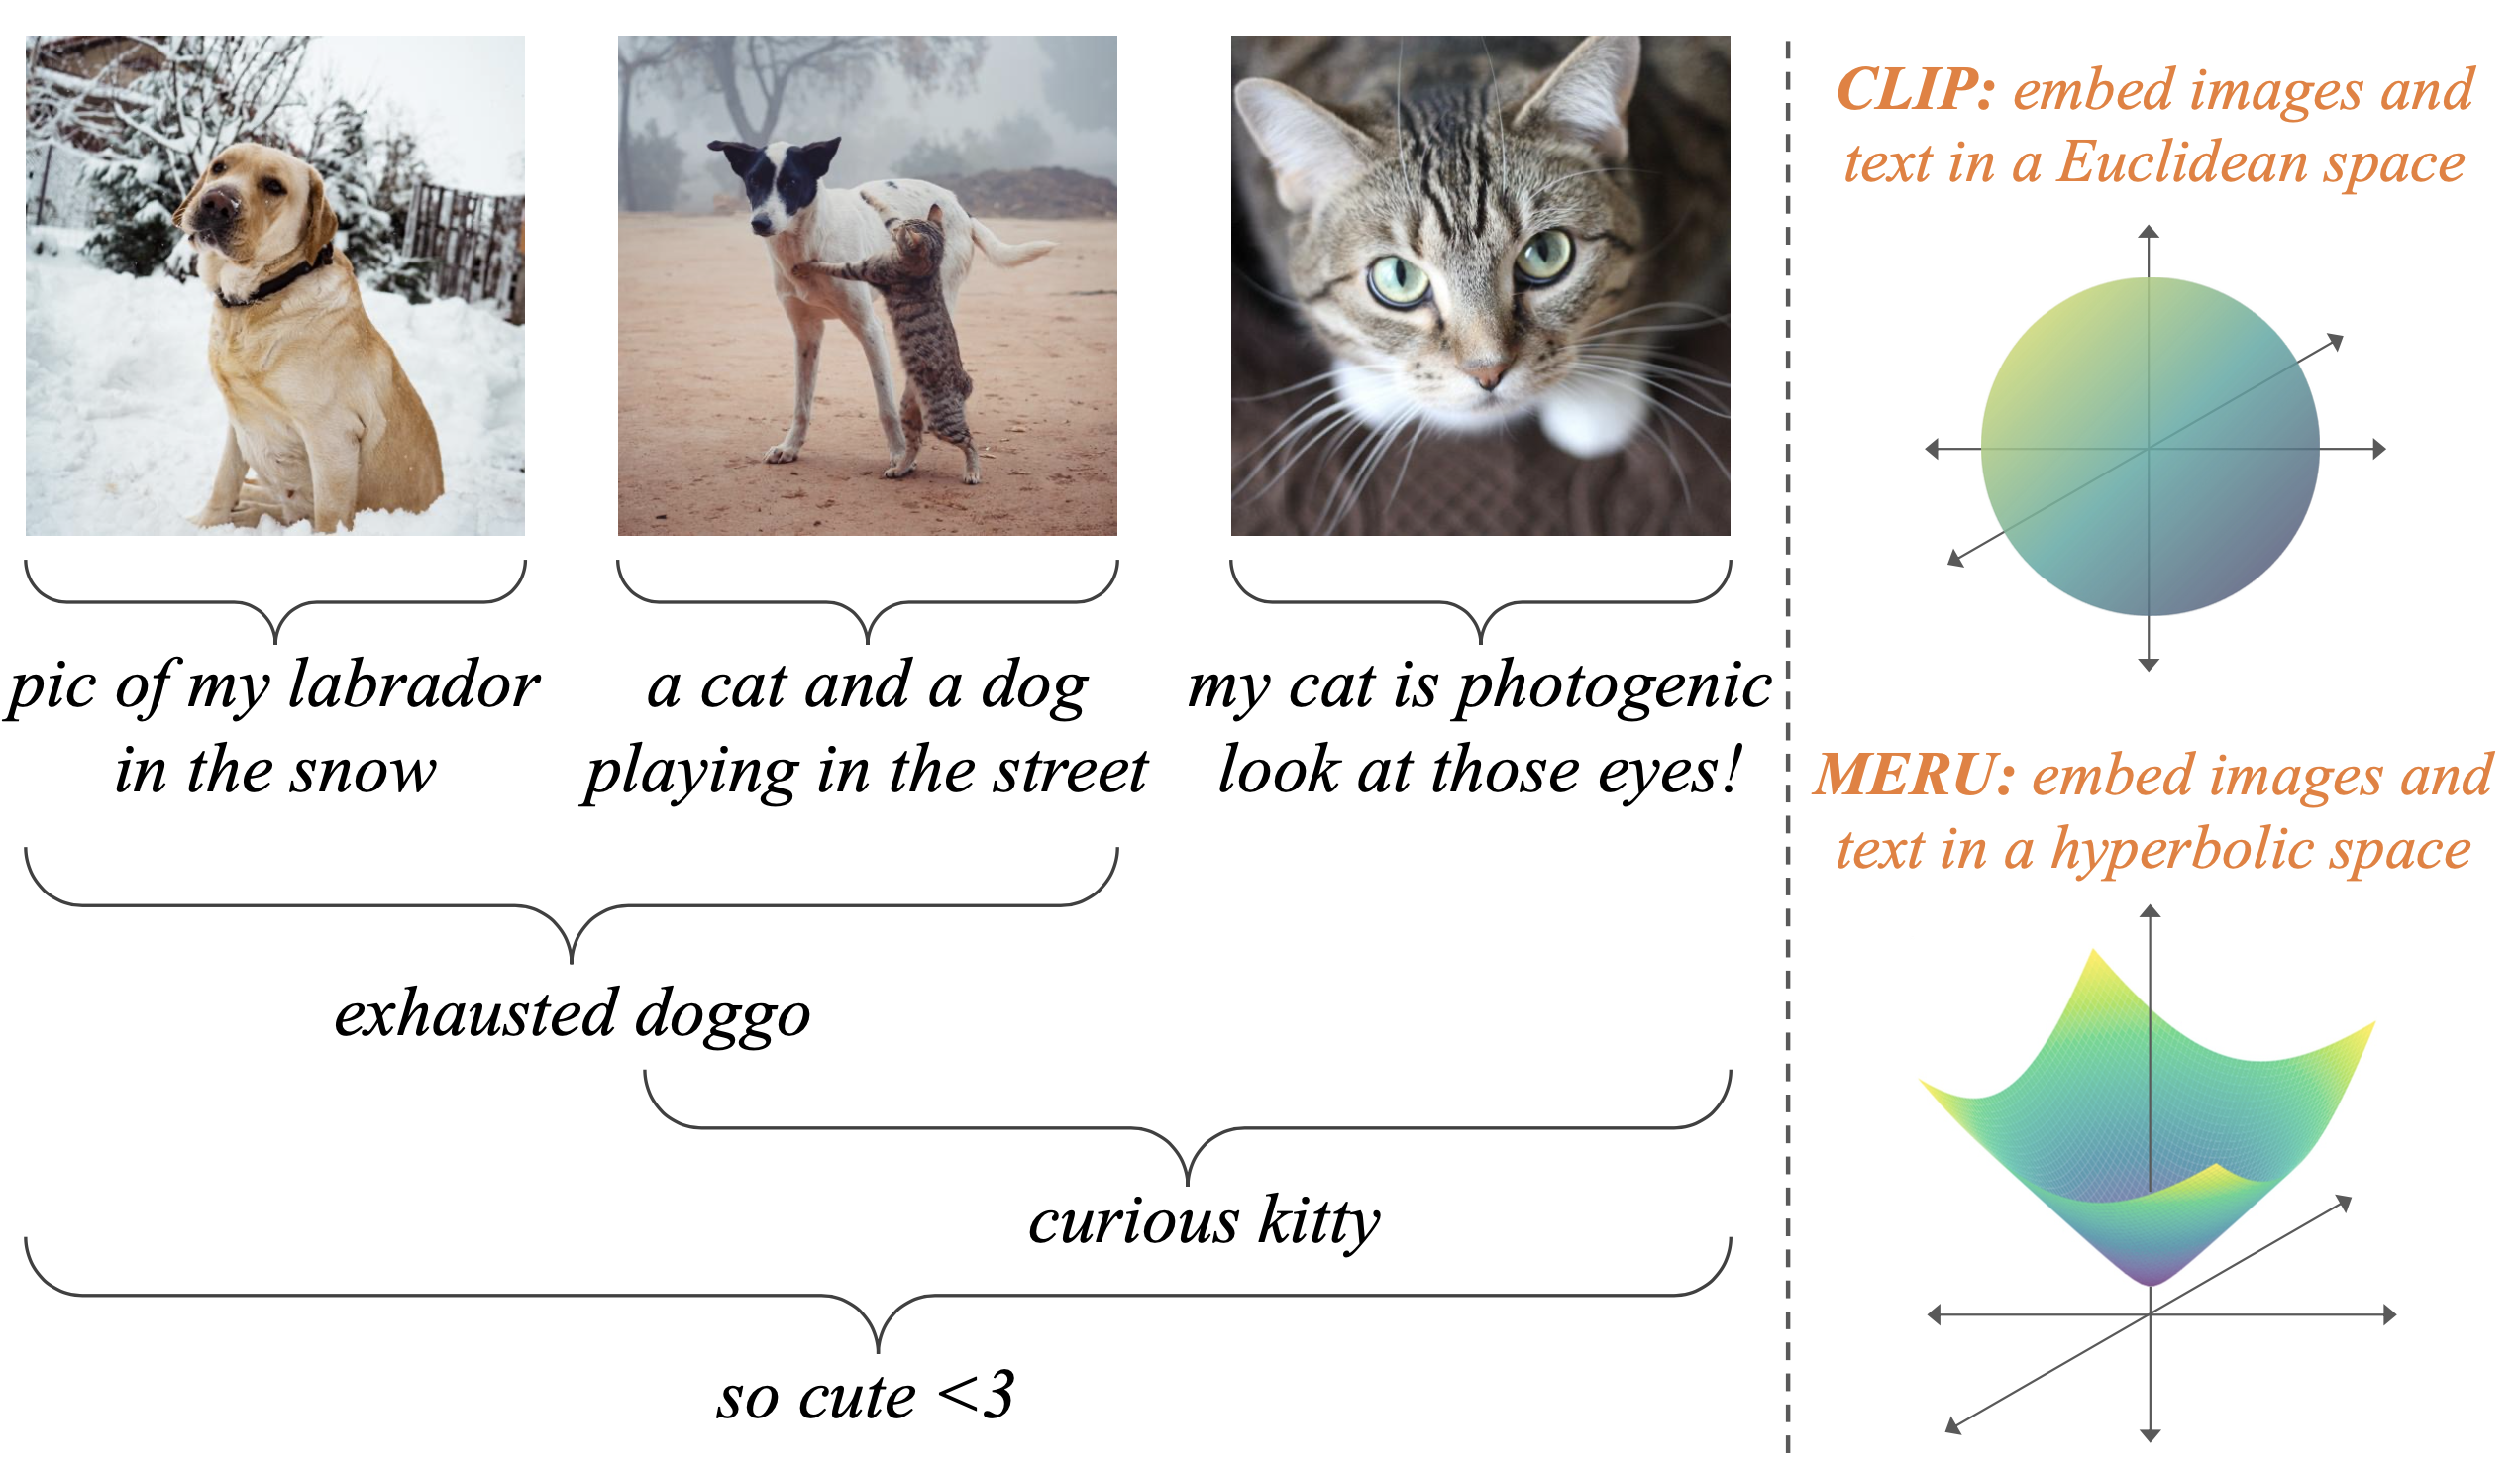 pic of my labrador
in the snow
a cat and a dog
playing in the street
my cat is photogenic
look at those eyes!
exhausted doggo
curious kitty
so cute <3
CLIP: embed images and
text in a Euclidean space
MERU: embed images and
text in a hyperbolic space